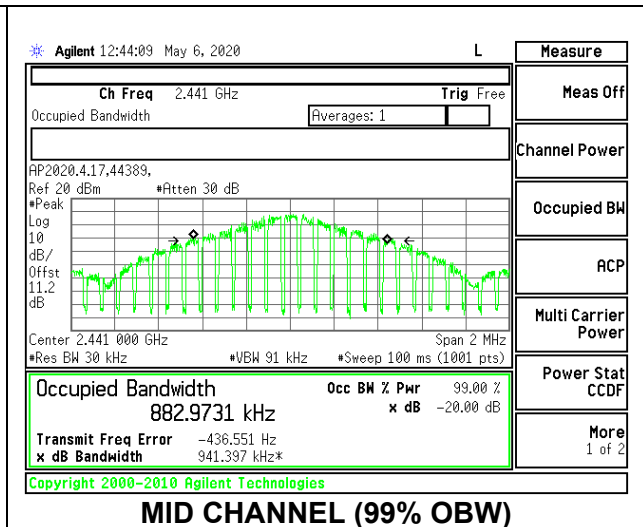 Agilent 12:44:09 May 6, 2020 L
Measure
Ch Freq 2.441 GHz Trig Free
Occupied Bandwidth Averages: 1
Meas Off
Channel Power
Occupied BW
ACP
Multi Carrier
Power
Power Stat
CCDF
More
1 of 2
AP2020.4.17,44389,
Ref 20 dBm #Atten 30 dB
#Peak
Log
10
dB/
Offst
11.2
dB
Center 2.441 000 GHz Span 2 MHz
#Res BW 30 kHz #VBW 91 kHz #Sweep 100 ms (1001 pts)
Occupied Bandwidth Occ BW % Pwr 99.00 %
882.9731 kHz x dB -20.00 dB
Transmit Freq Error -436.551 Hz
x dB Bandwidth 941.397 kHz*
Copyright 2000-2010 Agilent Technologies
MID CHANNEL (99% OBW)